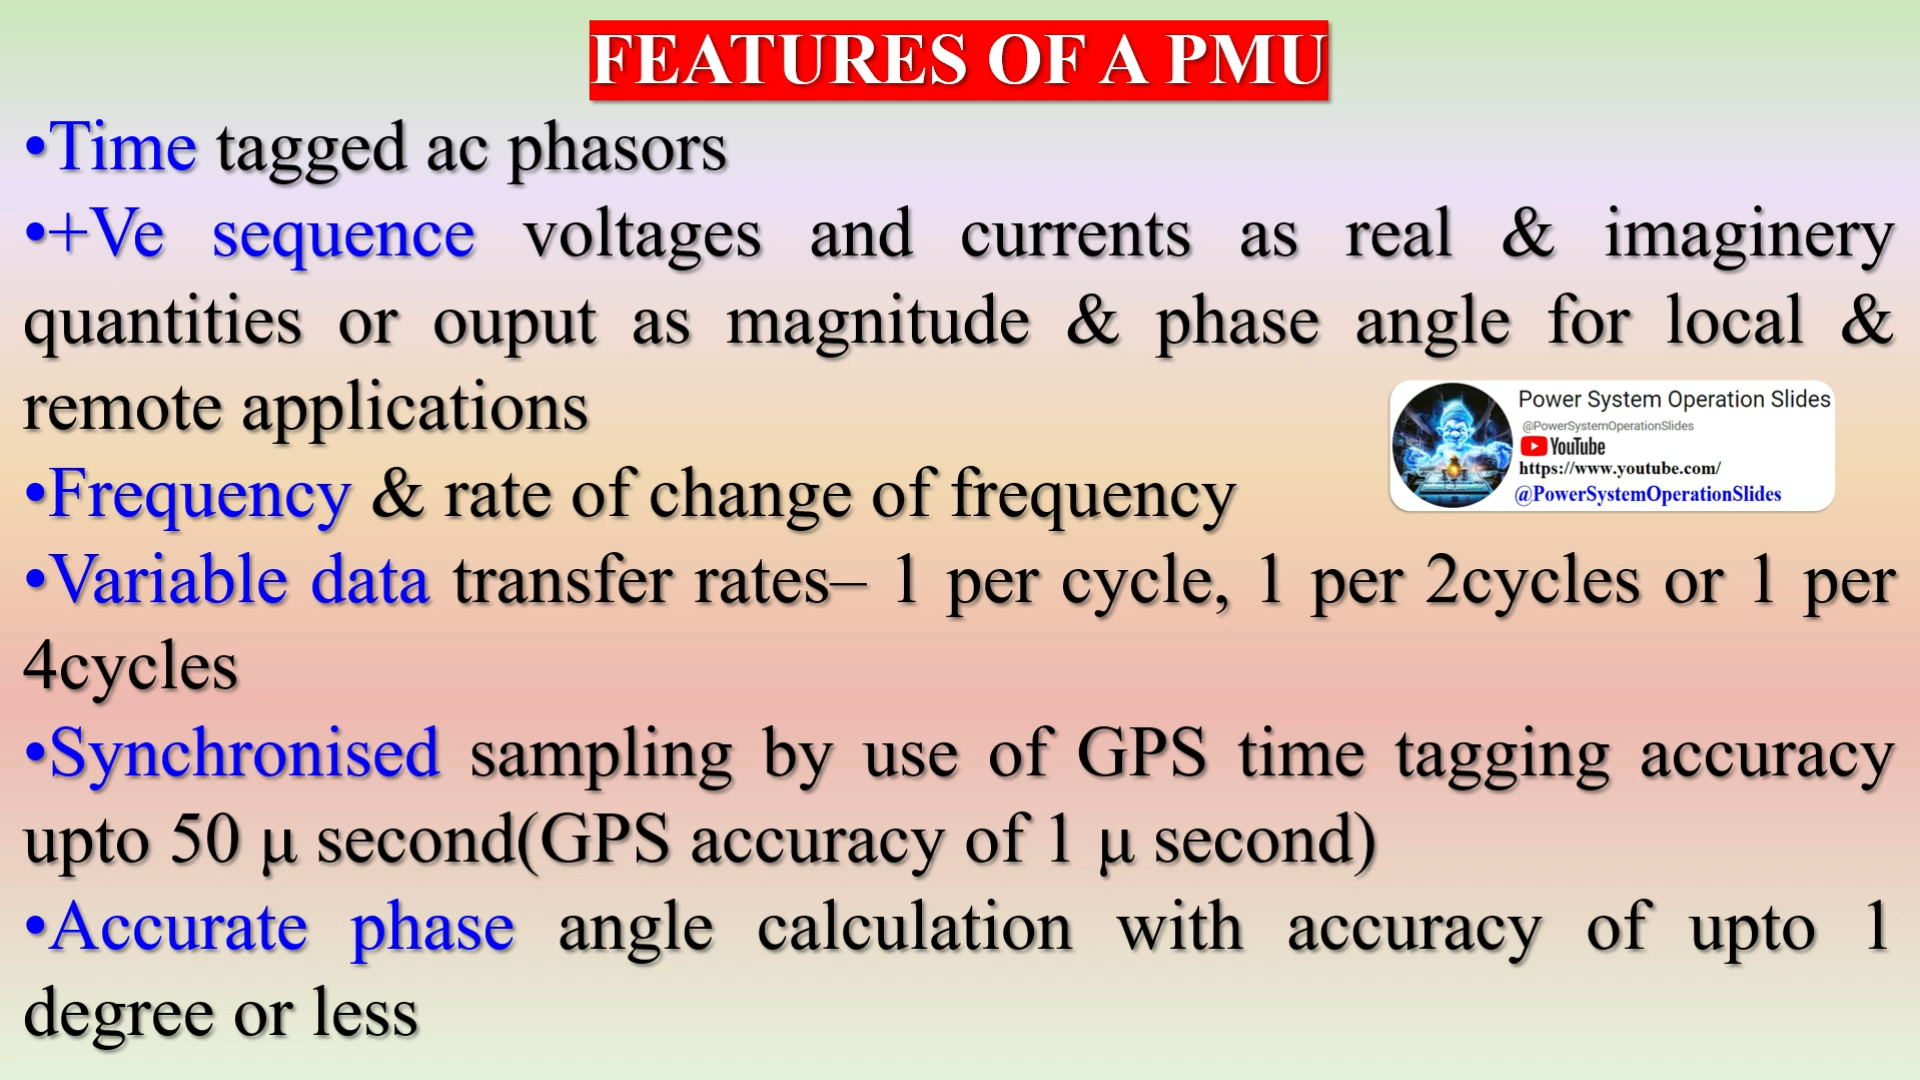 FEATURES OF A PMU
•Time tagged ac phasors
•+Ve sequence voltages and currents as real & imaginery
quantities or ouput as magnitude & phase angle for local &
remote applications
Power System Operation Slides
@PowerSystemOperationSlides
YouTube
https://www.youtube.com/
@PowerSystemOperationSlides
•Frequency & rate of change of frequency
•Variable data transfer rates– 1 per cycle, 1 per 2cycles or 1 per
4cycles
•Synchronised sampling by use of GPS time tagging accuracy
upto 50 μ second(GPS accuracy of 1 μ second)
•Accurate phase angle calculation with accuracy of upto 1
degree or less